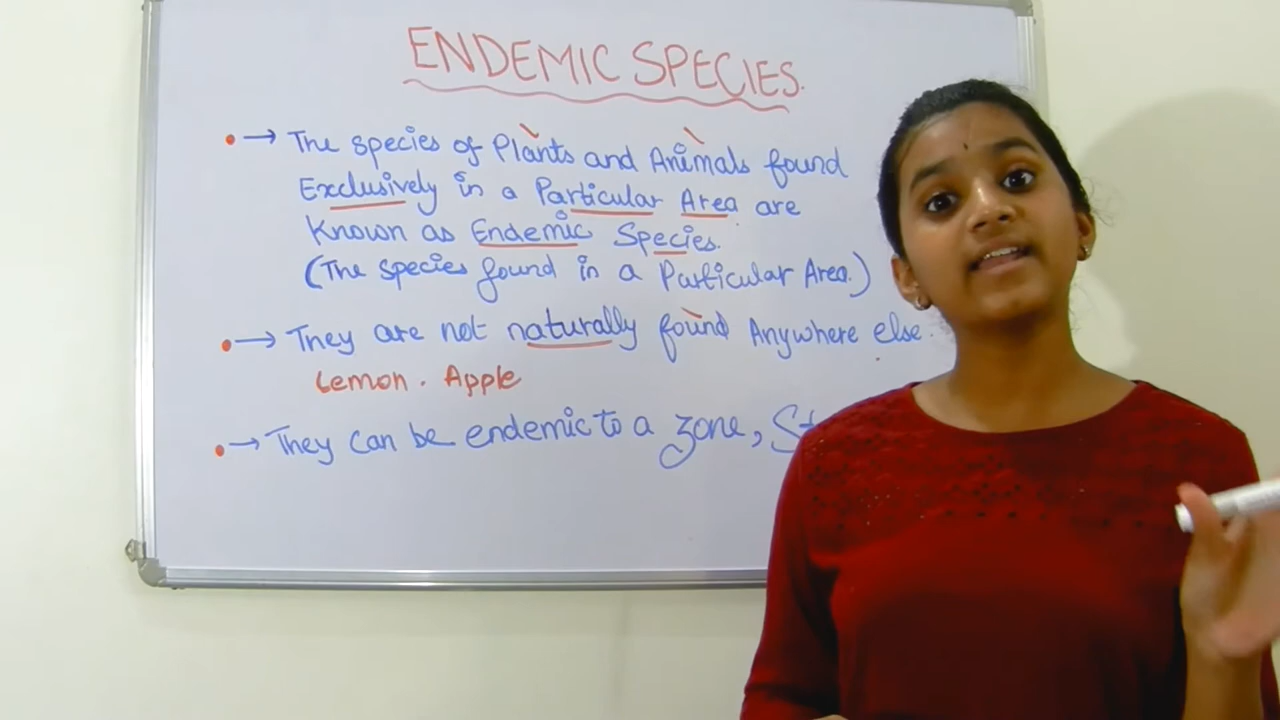 ENDEMIC SPECIES.
• → The species of Plants and Animals found
Exclusively in a Particular Area are
Known as Endemic Species.
(The species found in a Particular Area.)
• → They are not naturally found Anywhere else.
Lemon. Apple
• → They can be endemic to a zone,